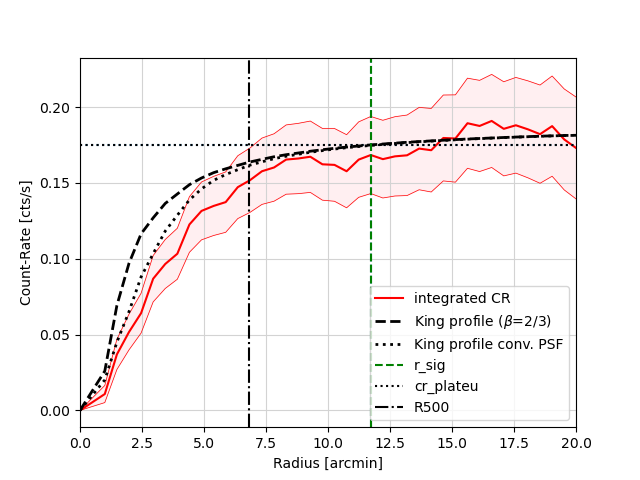 0.20
0.15
0.10
0.05
0.00
Count-Rate [cts/s]
integrated CR
King profile (β=2/3)
King profile conv. PSF
r_sig
cr_plateu
R500
0.0 2.5 5.0 7.5 10.0 12.5 15.0 17.5 20.0
Radius [arcmin]